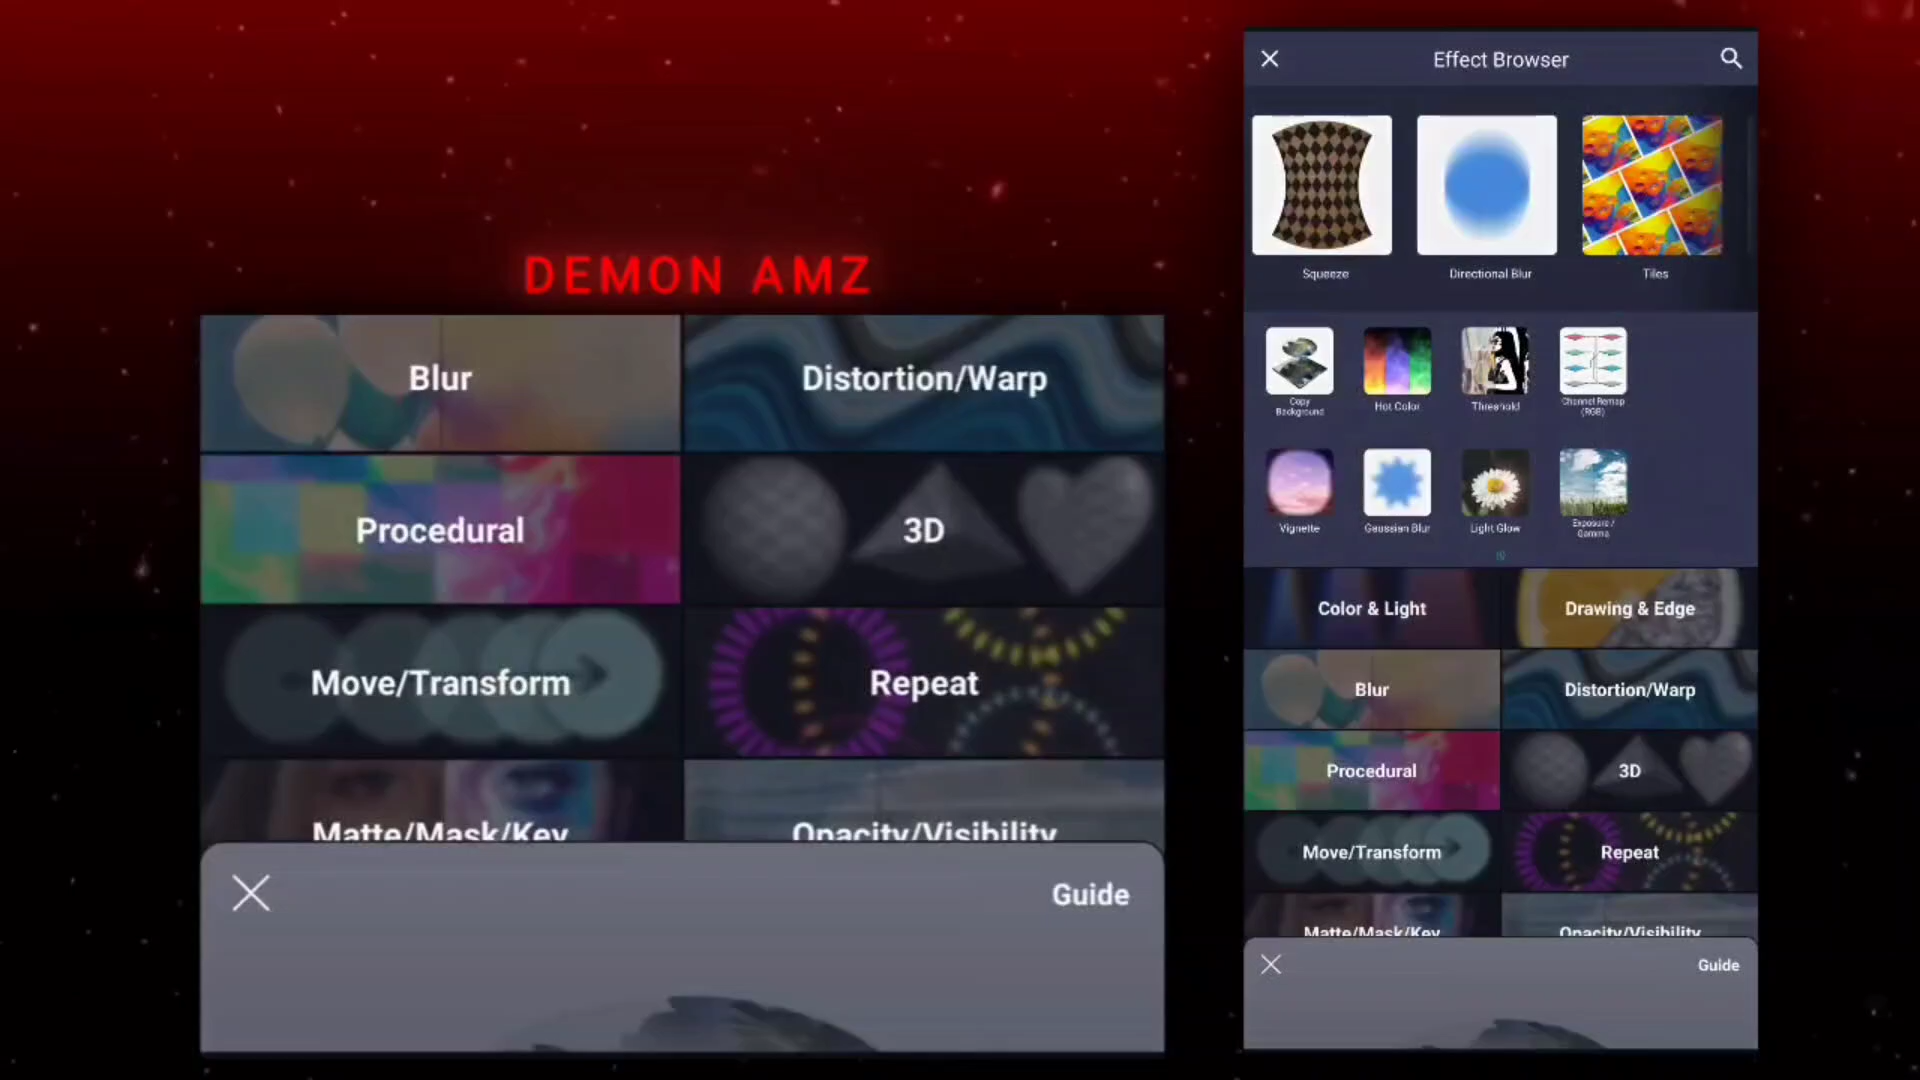 DEMON AMZ
Blur
Distortion/Warp
Procedural
3D
Move/Transform
Repeat
Matte/Mask/Key
Opacity/Visibility
Guide
Effect Browser
Squeeze
Directional Blur
Tiles
Copy
Background
Hot Color
Threshold
Channel Remap
(RGB)
Vignette
Gaussian Blur
Light Glow
Exposure /
Gamma
Color & Light
Drawing & Edge
Blur
Distortion/Warp
Procedural
3D
Move/Transform
Repeat
Matte/Mask/Key
Opacity/Visibility
Guide